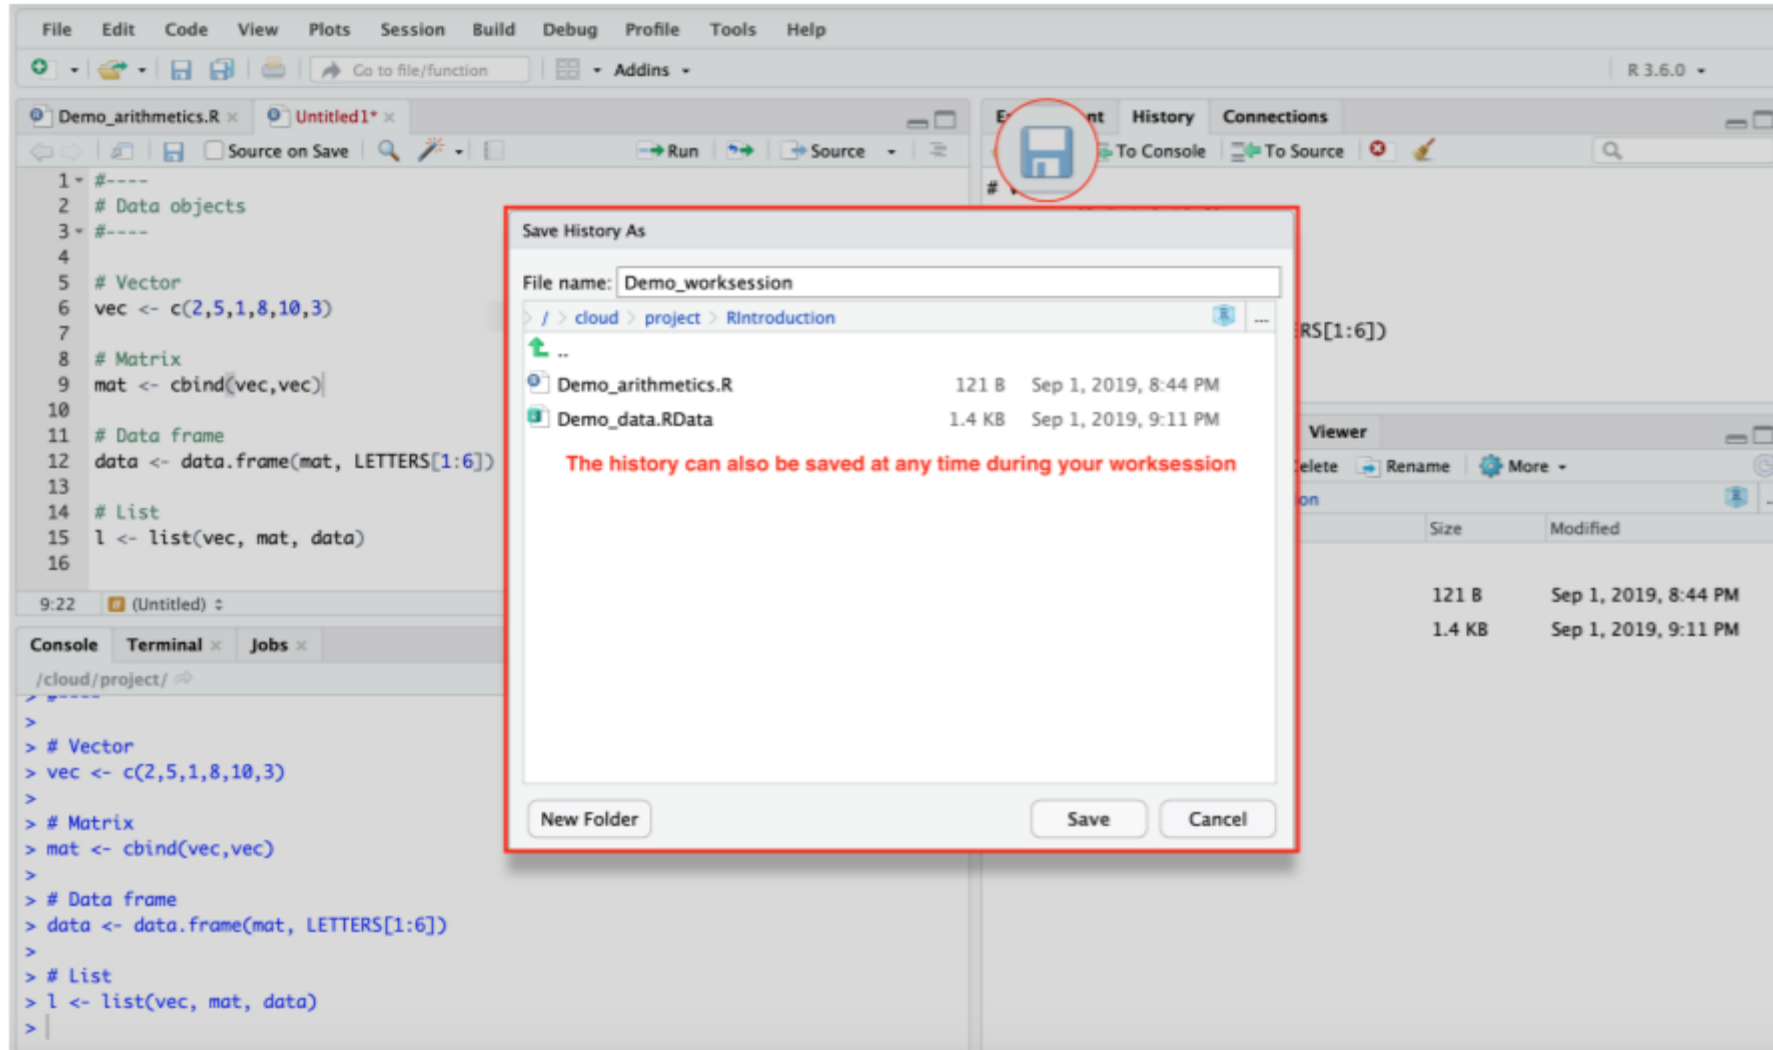 File Edit Code View Plots Session Build Debug Profile Tools Help
Go to file/function Addins R 3.6.0
Demo_arithmetics.R Untitled1*
Source on Save Run Source
1 #----
2 # Data objects
3 #----
4
5 # Vector
6 vec <- c(2,5,1,8,10,3)
7
8 # Matrix
9 mat <- cbind(vec,vec)
10
11 # Data frame
12 data <- data.frame(mat, LETTERS[1:6])
13
14 # List
15 l <- list(vec, mat, data)
16
9:22 (Untitled)
Console Terminal Jobs
/cloud/project/
> #----
>
> # Vector
> vec <- c(2,5,1,8,10,3)
>
> # Matrix
> mat <- cbind(vec,vec)
>
> # Data frame
> data <- data.frame(mat, LETTERS[1:6])
>
> # List
> l <- list(vec, mat, data)
>
History Connections
To Console To Source
#
RS[1:6])
Save History As
File name: Demo_worksession
/ > cloud > project > RIntroduction ...
..
Demo_arithmetics.R 121 B Sep 1, 2019, 8:44 PM
Demo_data.RData 1.4 KB Sep 1, 2019, 9:11 PM
The history can also be saved at any time during your worksession
New Folder Save Cancel
Viewer
elete Rename More
on
Size Modified
121 B Sep 1, 2019, 8:44 PM
1.4 KB Sep 1, 2019, 9:11 PM